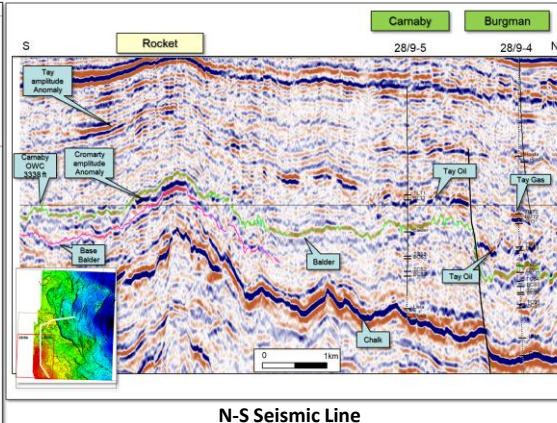 Carnaby
Burgman
S
Rocket
28/9-5
28/9-4
N
Tay
amplitude
Anomaly
Carnaby
OWC
3338 ft
Cromarty
amplitude
Anomaly
Tay Oil
Tay Gas
Base
Balder
Balder
Tay Oil
Chalk
0
1km
N-S Seismic Line